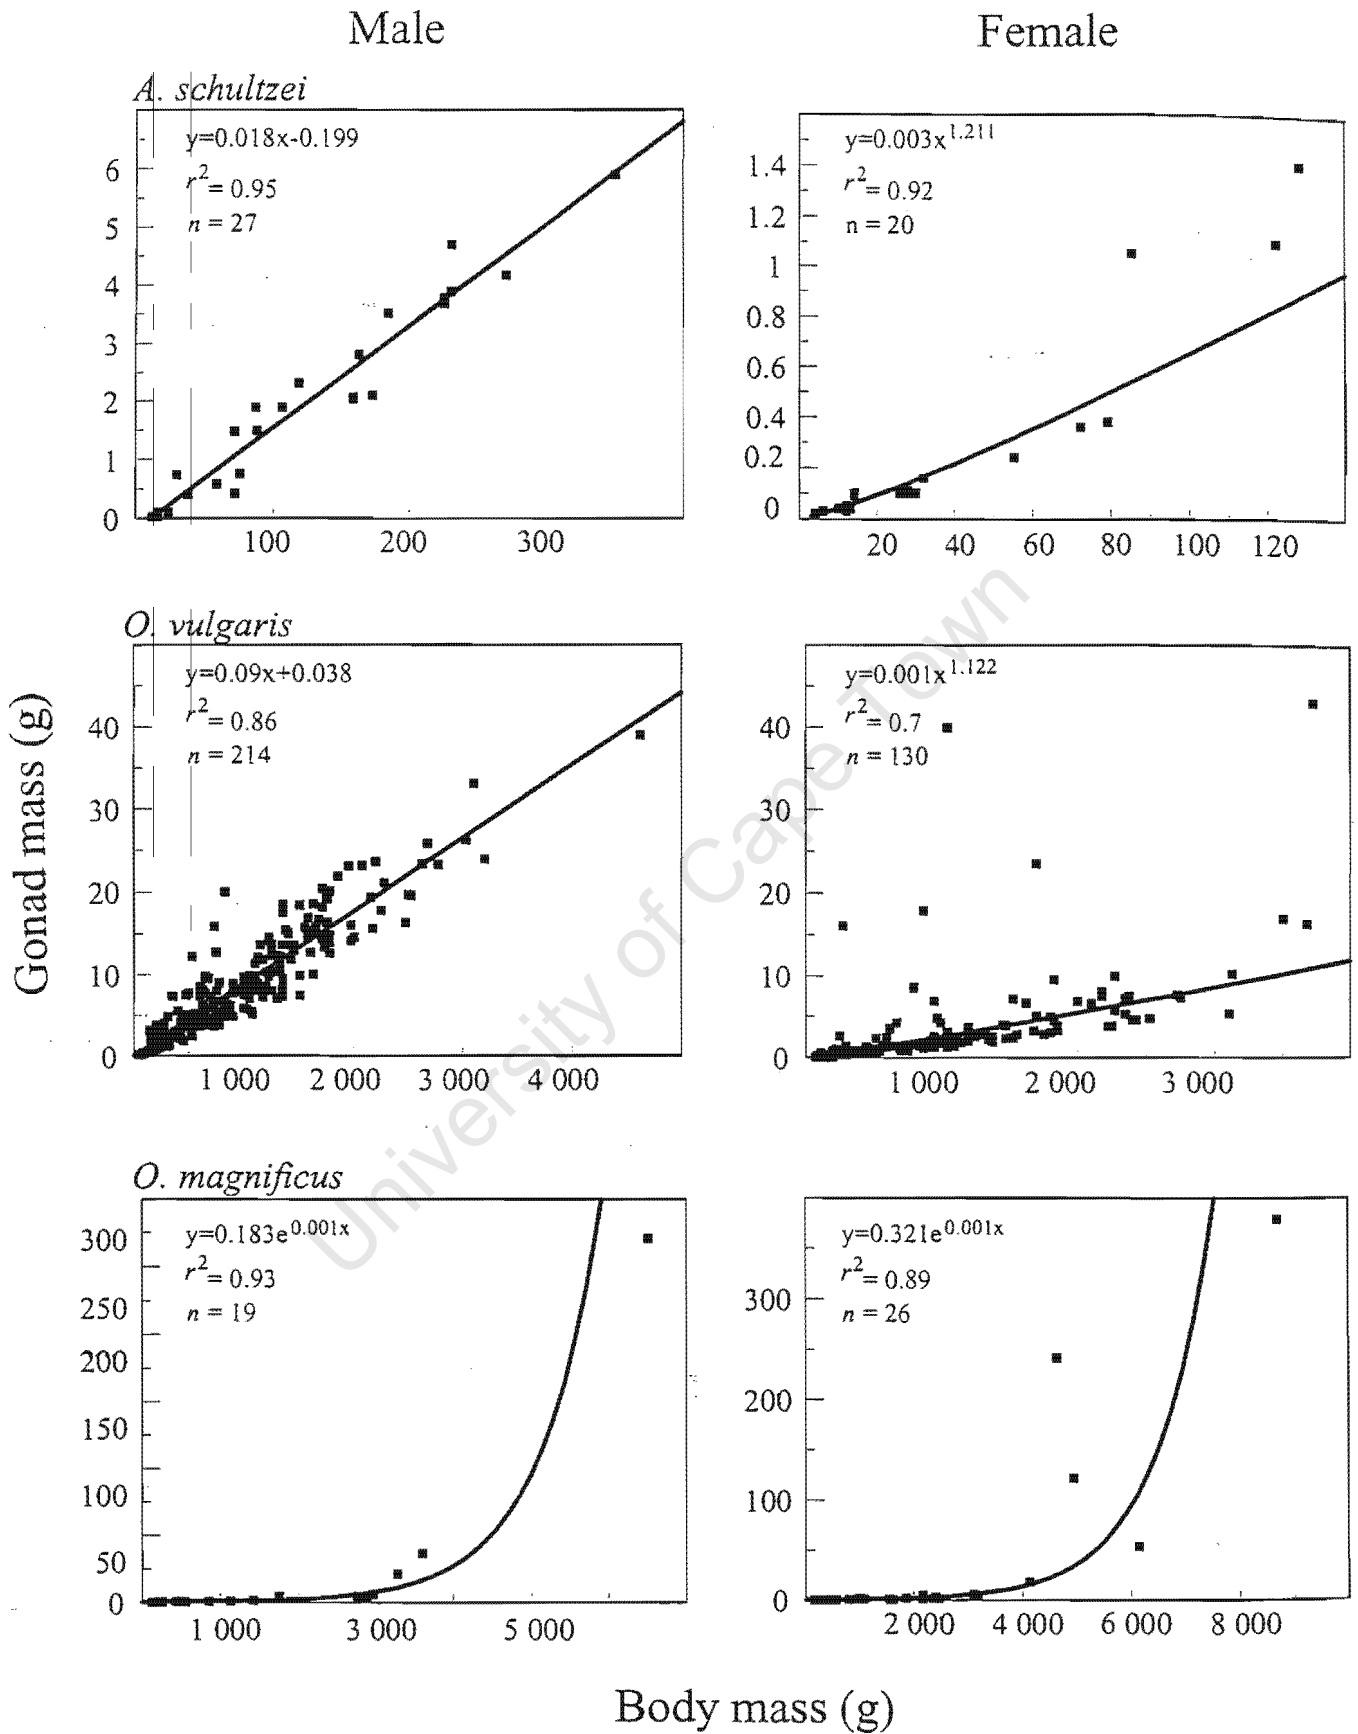 Male
Female
A. schultzei
y=0.018x-0.199
r2 = 0.95
n = 27
6
5
4
3
2
1
0
100 200 300
y=0.003x1.211
r2 = 0.92
n = 20
1.4
1.2
1
0.8
0.6
0.4
0.2
0
20 40 60 80 100 120
O. vulgaris
y=0.09x+0.038
r2 = 0.86
n = 214
40
30
20
10
0
1 000 2 000 3 000 4 000
y=0.001x1.122
r2 = 0.7
n = 130
40
30
20
10
0
1 000 2 000 3 000
Gonad mass (g)
O. magnificus
y=0.183e0.001x
r2 = 0.93
n = 19
300
250
200
150
100
50
0
1 000 3 000 5 000
y=0.321e0.001x
r2 = 0.89
n = 26
300
200
100
0
2 000 4 000 6 000 8 000
Body mass (g)
University of Cape Town